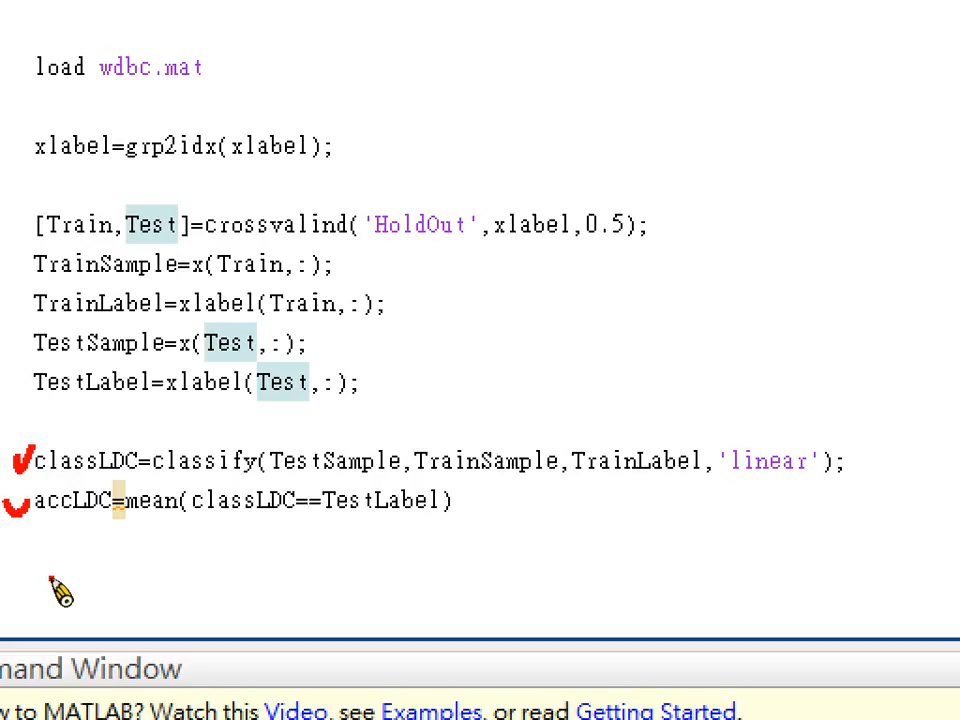 load wdbc.mat
xlabel=grp2idx(xlabel);
[Train,Test]=crossvalind('HoldOut',xlabel,0.5);
TrainSample=x(Train,:);
TrainLabel=xlabel(Train,:);
TestSample=x(Test,:);
TestLabel=xlabel(Test,:);
classLDC=classify(TestSample,TrainSample,TrainLabel,'linear');
accLDC=mean(classLDC==TestLabel)
mand Window
w to MATLAB? Watch this Video, see Examples, or read Getting Started.